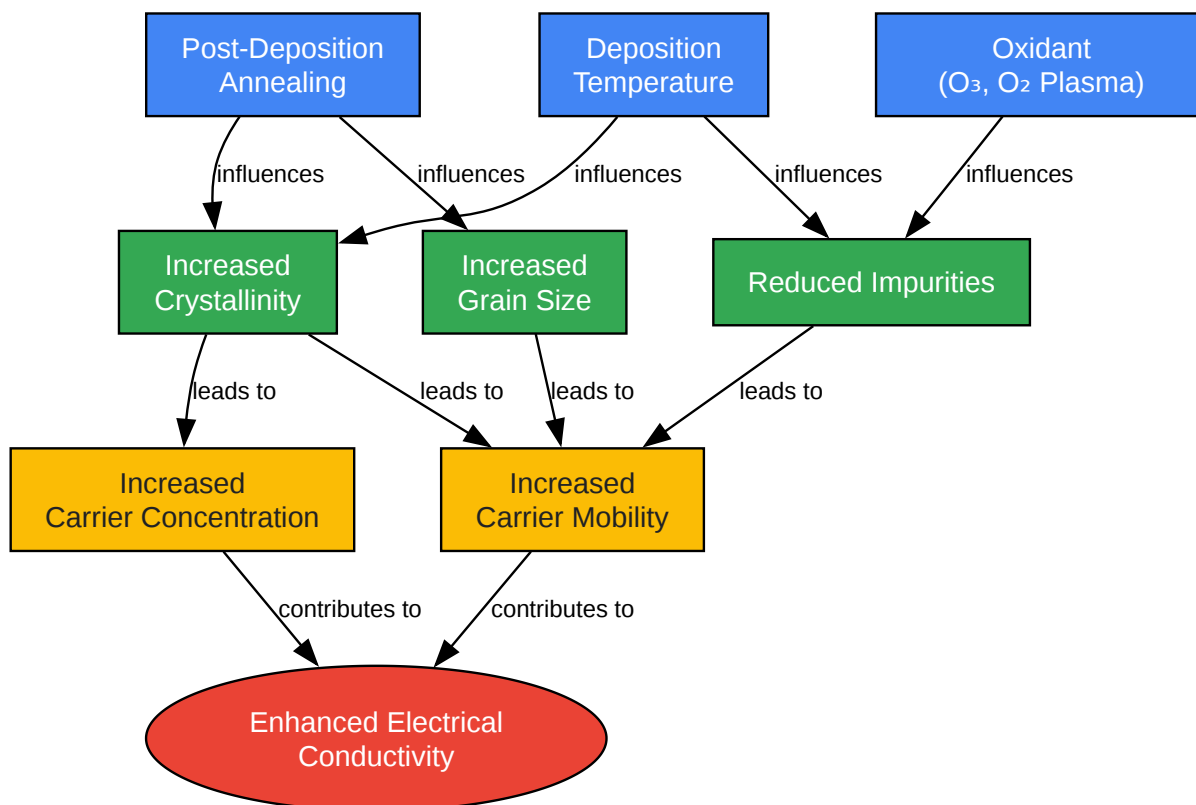 Post-Deposition
Annealing
Deposition
Temperature
Oxidant
(O₃, O₂ Plasma)
influences
influences
influences
influences
influences
Increased
Crystallinity
Increased
Grain Size
Reduced Impurities
leads to
leads to
leads to
leads to
Increased
Carrier Concentration
Increased
Carrier Mobility
contributes to
contributes to
Enhanced Electrical
Conductivity